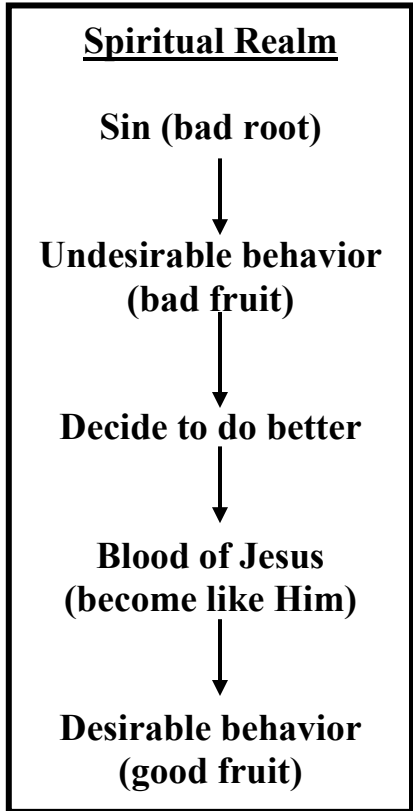 Spiritual Realm
Sin (bad root)
Undesirable behavior
(bad fruit)
Decide to do better
Blood of Jesus
(become like Him)
Desirable behavior
(good fruit)